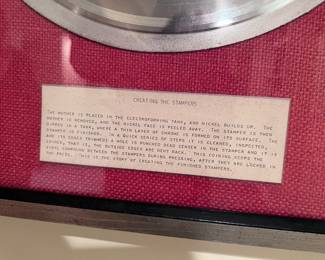 CREATING THE STAMPERS
THE MOTHER IS PLACED IN THE ELECTROFORMING TANK, AND NICKEL BUILDS UP. THE
MOTHER IS REMOVED, AND THE NICKEL FACE IS PEELED AWAY. THE STAMPER IS THEN
DIPPED IN A TANK, WHERE A THIN LAYER OF CHROME IS FORMED ON ITS SURFACE. THE
STAMPER IS FINISHED. IN A QUICK SERIES OF STEPS IT IS CLEANED, INSPECTED,
AND ITS EDGES TRIMMED; A HOLE IS PUNCHED DEAD CENTER IN THE STAMPER AND IT IS
COINED, THAT IS, THE OUTSIDE EDGES ARE BENT BACK. THIS COINING KEEPS THE
VINYL COMPOUND BETWEEN THE STAMPERS DURING PRESSING, AFTER THEY ARE LOCKED IN
THE PRESS. THIS IS THE STORY OF CREATING THE FINISHED STAMPERS.